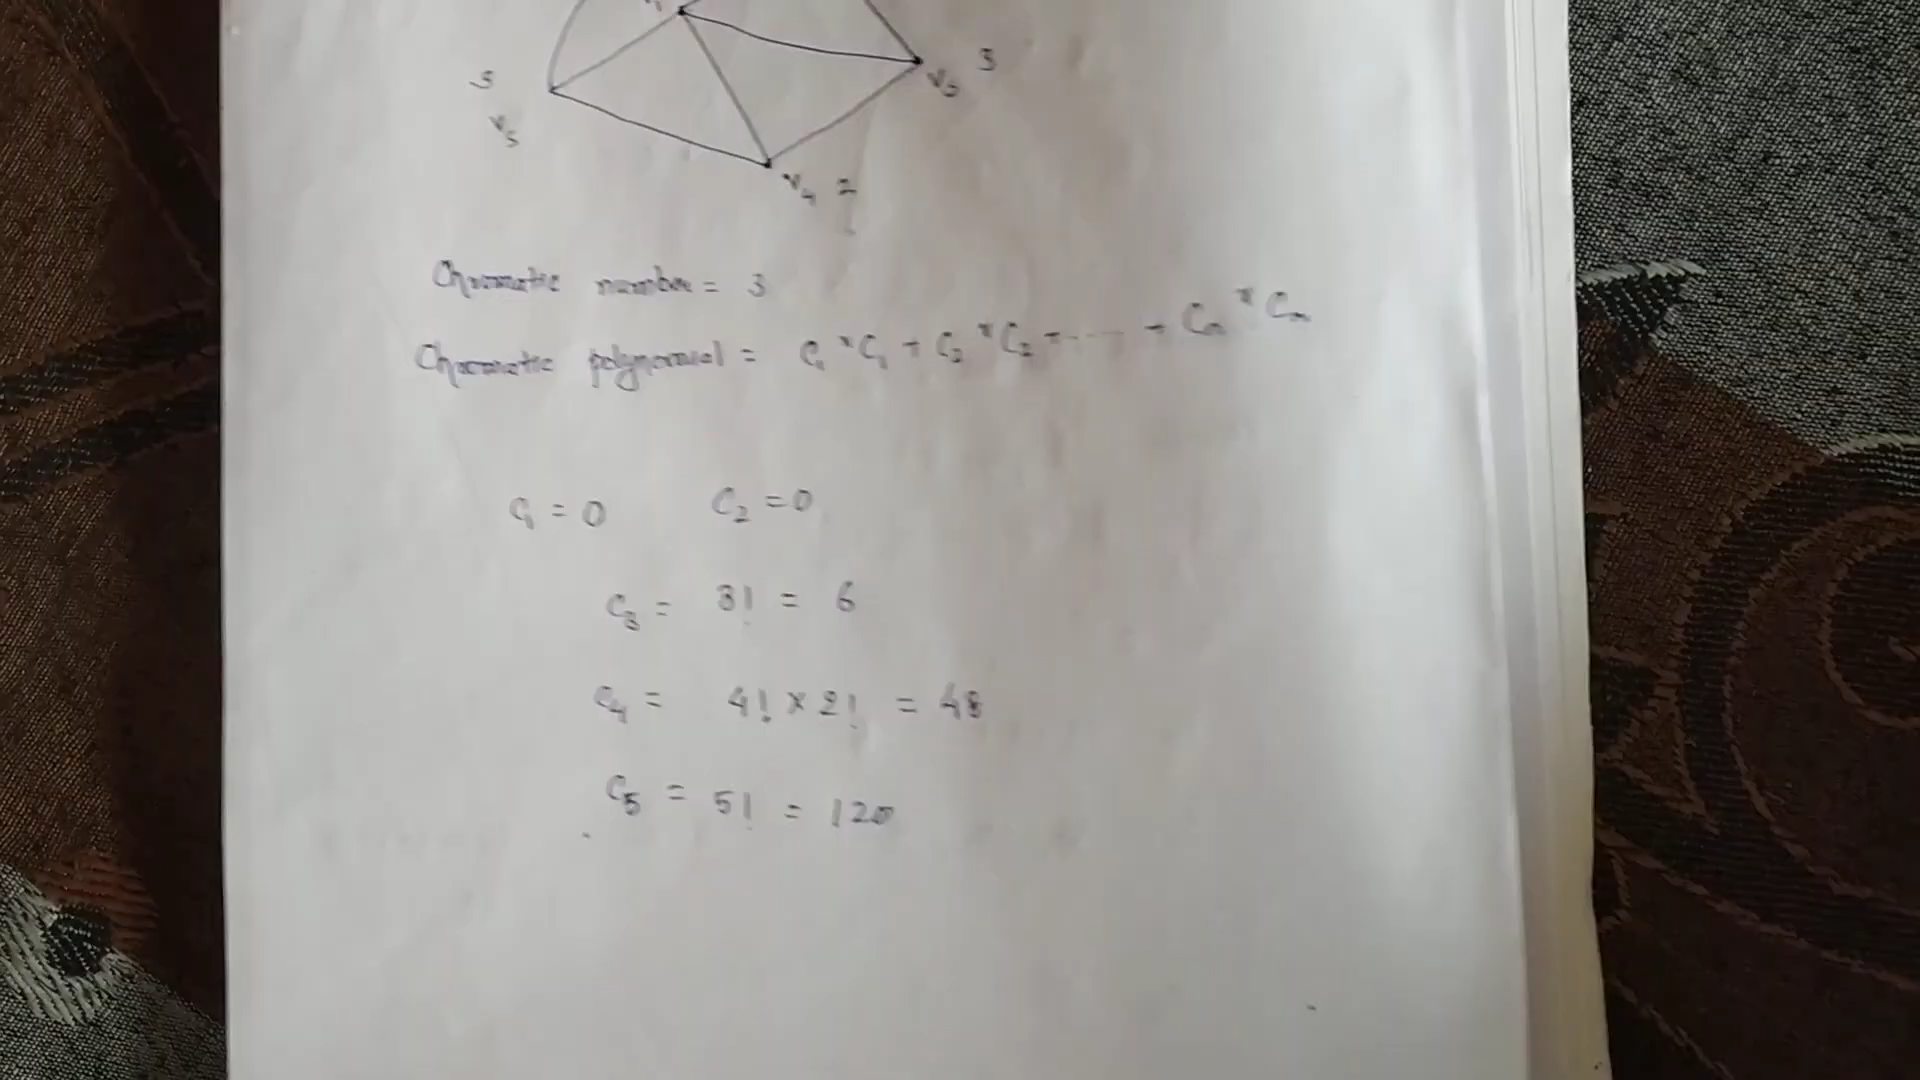 3
v3 3
v5
v4 2
Chromatic number = 3
Chromatic polynomial = C1 x C1 + C2 x C2 + ..... + Cn x Cn
C1 = 0 C2 = 0
C3 = 3! = 6
C4 = 4! x 2! = 48
C5 = 5! = 120